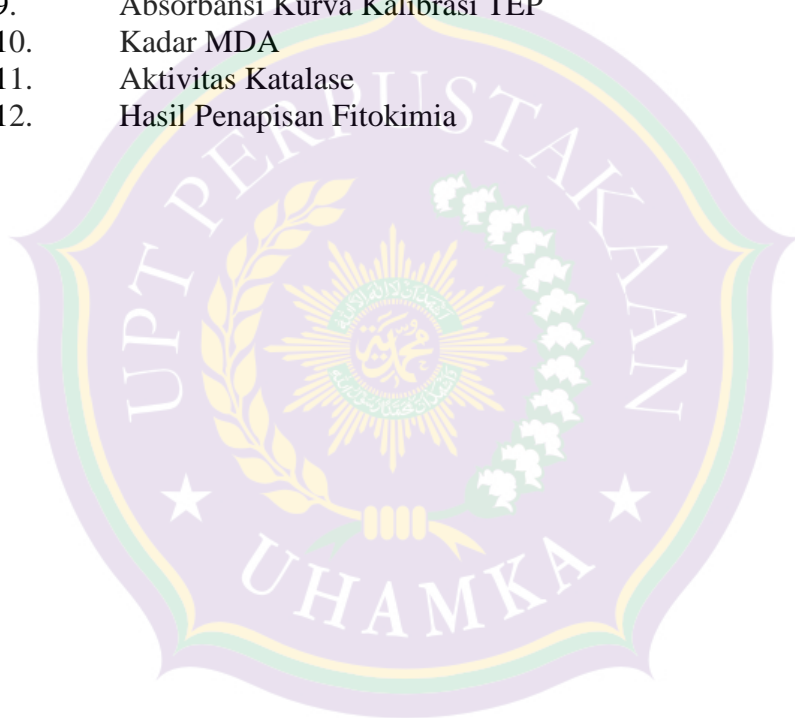 9. Absorbansi Kurva Kalibrasi TEP
10. Kadar MDA
11. Aktivitas Katalase
12. Hasil Penapisan Fitokimia
UPT PERPUSTAKAAN
UHAMKA